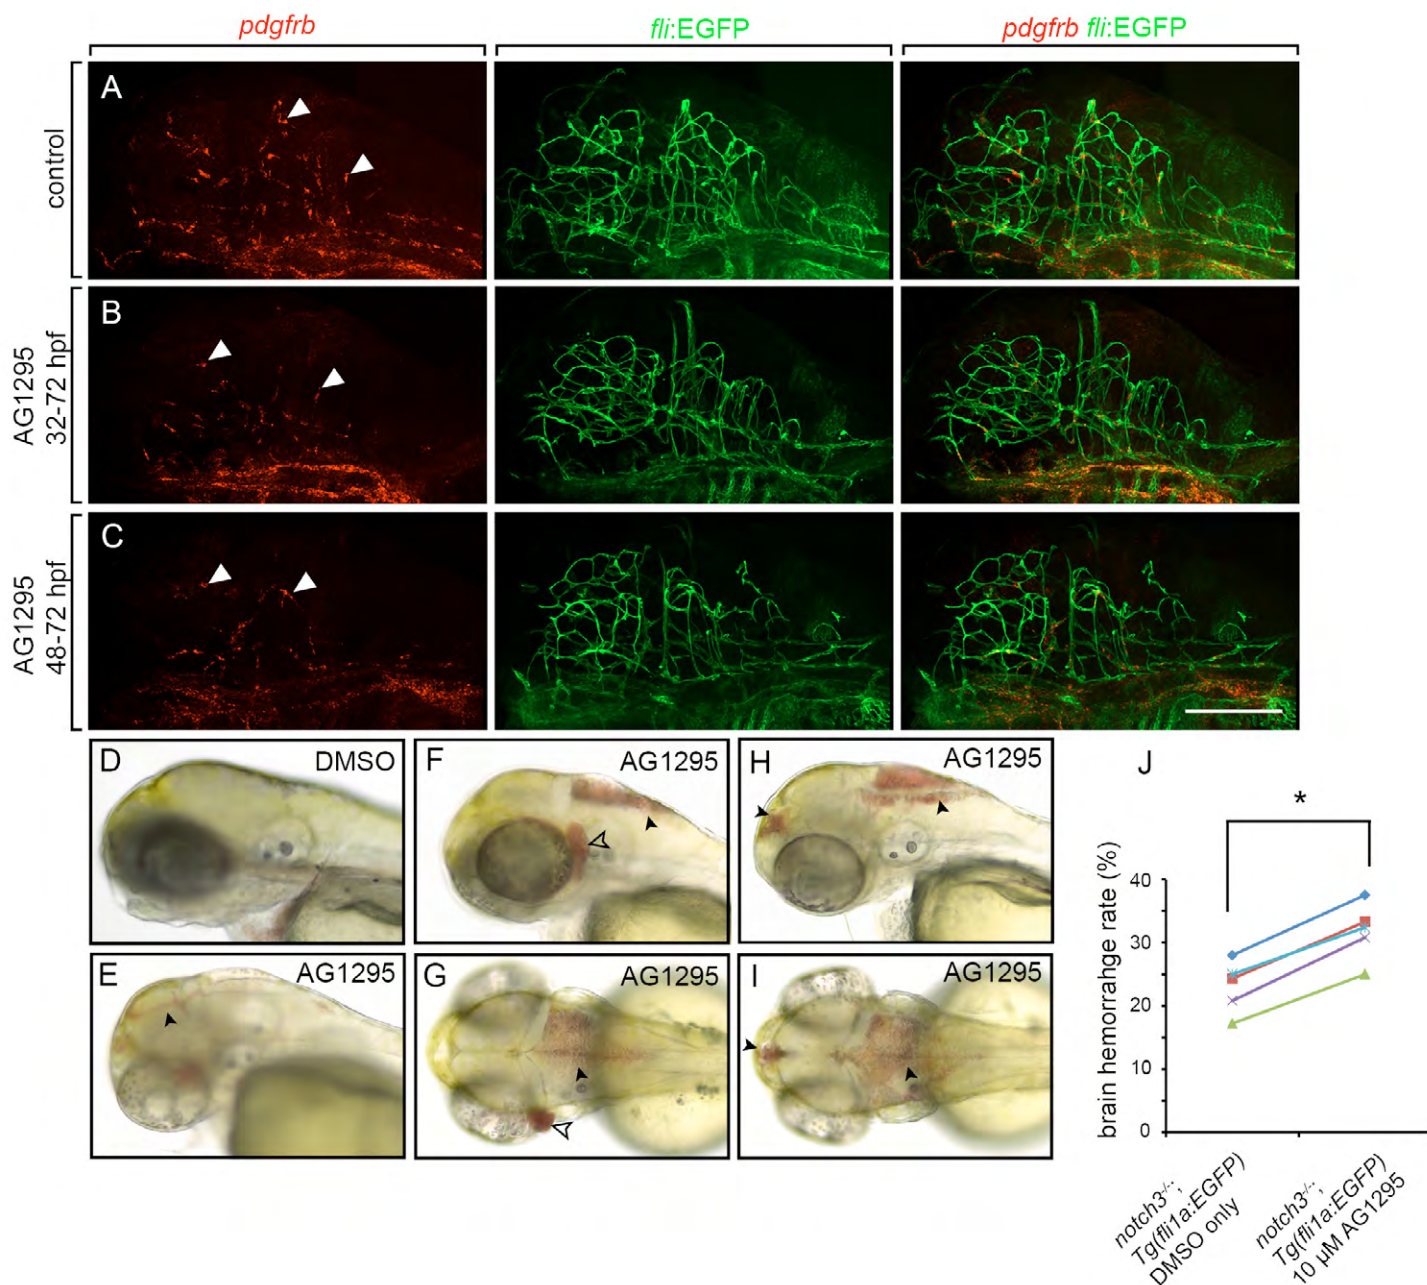 pdgfrb
fli:EGFP
pdgfrb fli:EGFP
control
A
AG1295
32-72 hpf
B
AG1295
48-72 hpf
C
D
DMSO
F
AG1295
H
AG1295
E
AG1295
G
AG1295
I
AG1295
J
*
brain hemorrahge rate (%)
40
30
20
10
0
notch3-/-;
Tg(fli1a:EGFP)
DMSO only
notch3-/-;
Tg(fli1a:EGFP)
10 µM AG1295